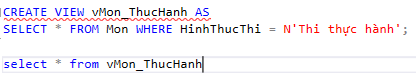 CREATE VIEW vMon_ThucHanh AS
SELECT * FROM Mon WHERE HinhThucThi = N'Thi thực hành';
select * from vMon_ThucHanh